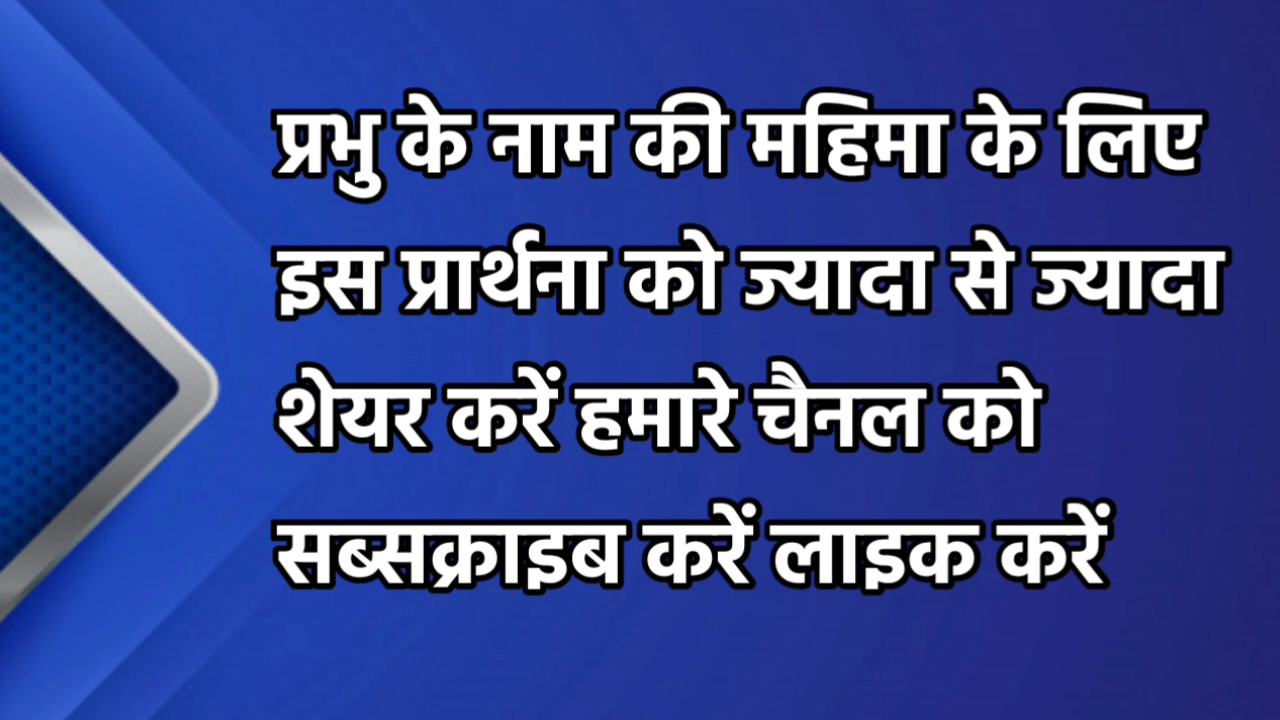 प्रभु के नाम की महिमा के लिए
इस प्रार्थना को ज्यादा से ज्यादा
शेयर करें हमारे चैनल को
सब्सक्राइब करें लाइक करें